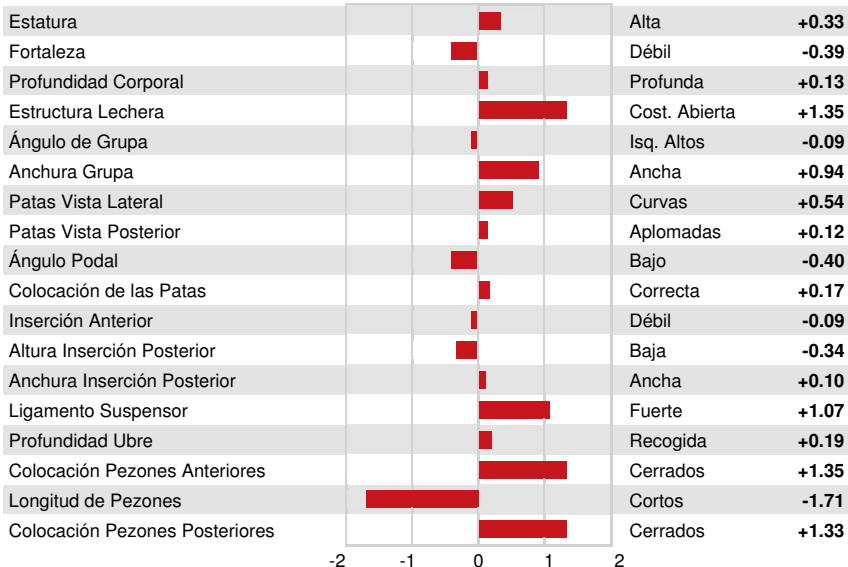 Estatura Alta +0.33
Fortaleza Débil -0.39
Profundidad Corporal Profunda +0.13
Estructura Lechera Cost. Abierta +1.35
Ángulo de Grupa Isq. Altos -0.09
Anchura Grupa Ancha +0.94
Patas Vista Lateral Curvas +0.54
Patas Vista Posterior Aplomadas +0.12
Ángulo Podal Bajo -0.40
Colocación de las Patas Correcta +0.17
Inserción Anterior Débil -0.09
Altura Inserción Posterior Baja -0.34
Anchura Inserción Posterior Ancha +0.10
Ligamento Suspensor Fuerte +1.07
Profundidad Ubre Recogida +0.19
Colocación Pezones Anteriores Cerrados +1.35
Longitud de Pezones Cortos -1.71
Colocación Pezones Posteriores Cerrados +1.33
-2 -1 0 1 2